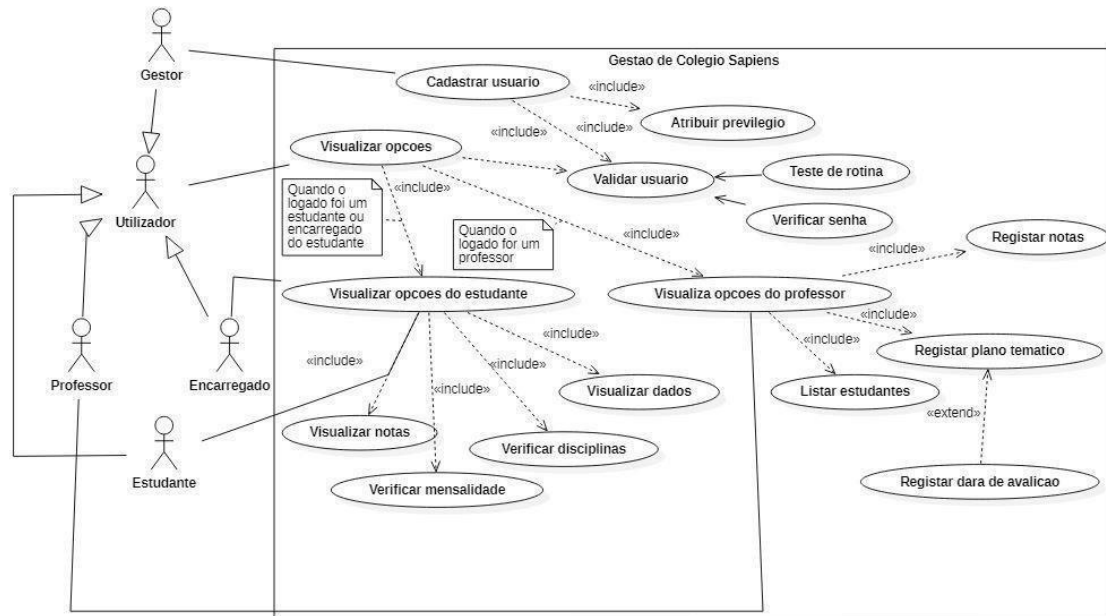 Gestor
Gestao de Colegio Sapiens
Cadastrar usuario
«include»
Atribuir previlegio
«include»
«include»
Visualizar opcoes
Validar usuario
Teste de rotina
Verificar senha
Utilizador
Quando o
logado foi um
estudante ou
encarregado
do estudante
«include»
Quando o
logado for um
professor
«include»
«include»
Registar notas
Visualizar opcoes do estudante
Visualiza opcoes do professor
Professor
Encarregado
«include»
«include»
«include»
«include»
«include»
«include»
Registar plano tematico
Visualizar dados
Listar estudantes
«extend»
Estudante
Visualizar notas
Verificar disciplinas
Verificar mensalidade
Registar dara de avalicao